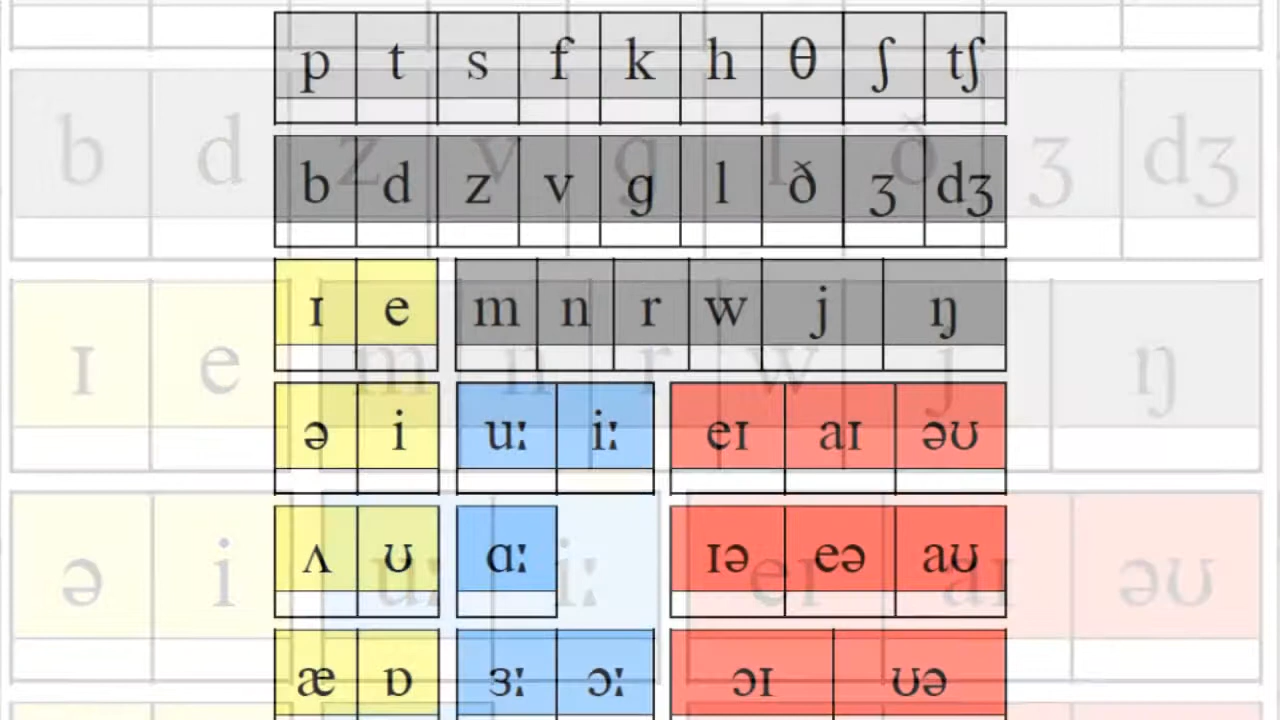 p t s f k h θ ʃ tʃ
b d z v g l ð ʒ dʒ
ɪ e m n r w j ŋ
ə i uː iː eɪ aɪ əʊ
ʌ ʊ ɑː ɪə eə aʊ
æ ɒ ɜː ɔː ɔɪ ʊə